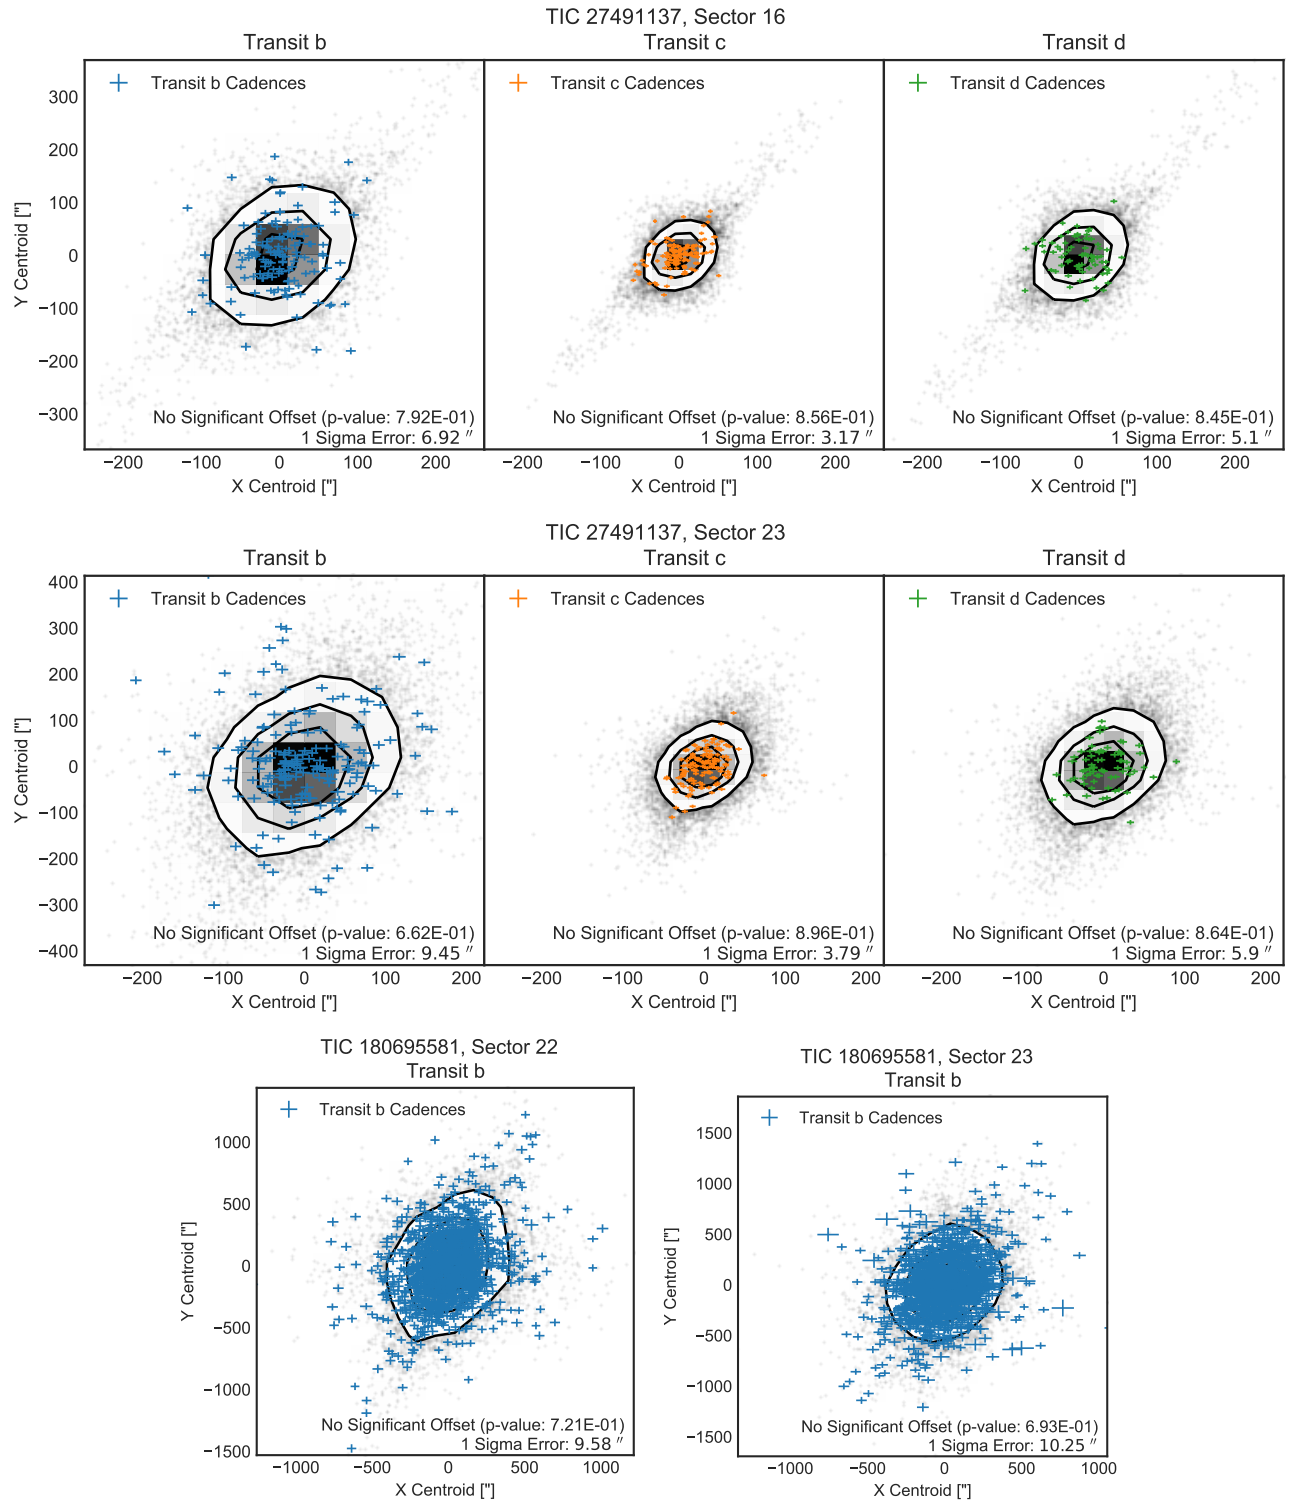 TIC 27491137, Sector 16
Transit b
Transit c
Transit d
Transit b Cadences
Transit c Cadences
Transit d Cadences
300
200
100
0
−100
−200
−300
Y Centroid ["]
No Significant Offset (p-value: 7.92E-01)
1 Sigma Error: 6.92 ″
No Significant Offset (p-value: 8.56E-01)
1 Sigma Error: 3.17 ″
No Significant Offset (p-value: 8.45E-01)
1 Sigma Error: 5.1 ″
−200 −100 0 100 200
−200 −100 0 100 200
−200 −100 0 100 200
X Centroid ["]
X Centroid ["]
X Centroid ["]
TIC 27491137, Sector 23
Transit b
Transit c
Transit d
Transit b Cadences
Transit c Cadences
Transit d Cadences
400
300
200
100
0
−100
−200
−300
−400
Y Centroid ["]
No Significant Offset (p-value: 6.62E-01)
1 Sigma Error: 9.45 ″
No Significant Offset (p-value: 8.96E-01)
1 Sigma Error: 3.79 ″
No Significant Offset (p-value: 8.64E-01)
1 Sigma Error: 5.9 ″
−200 −100 0 100 200
−200 −100 0 100 200
−200 −100 0 100 200
X Centroid ["]
X Centroid ["]
X Centroid ["]
TIC 180695581, Sector 22
Transit b
Transit b Cadences
1000
500
0
−500
−1000
−1500
Y Centroid ["]
No Significant Offset (p-value: 7.21E-01)
1 Sigma Error: 9.58 ″
−1000 −500 0 500 1000
X Centroid ["]
TIC 180695581, Sector 23
Transit b
Transit b Cadences
1500
1000
500
0
−500
−1000
−1500
Y Centroid ["]
No Significant Offset (p-value: 6.93E-01)
1 Sigma Error: 10.25 ″
−1000 −500 0 500 1000
X Centroid ["]